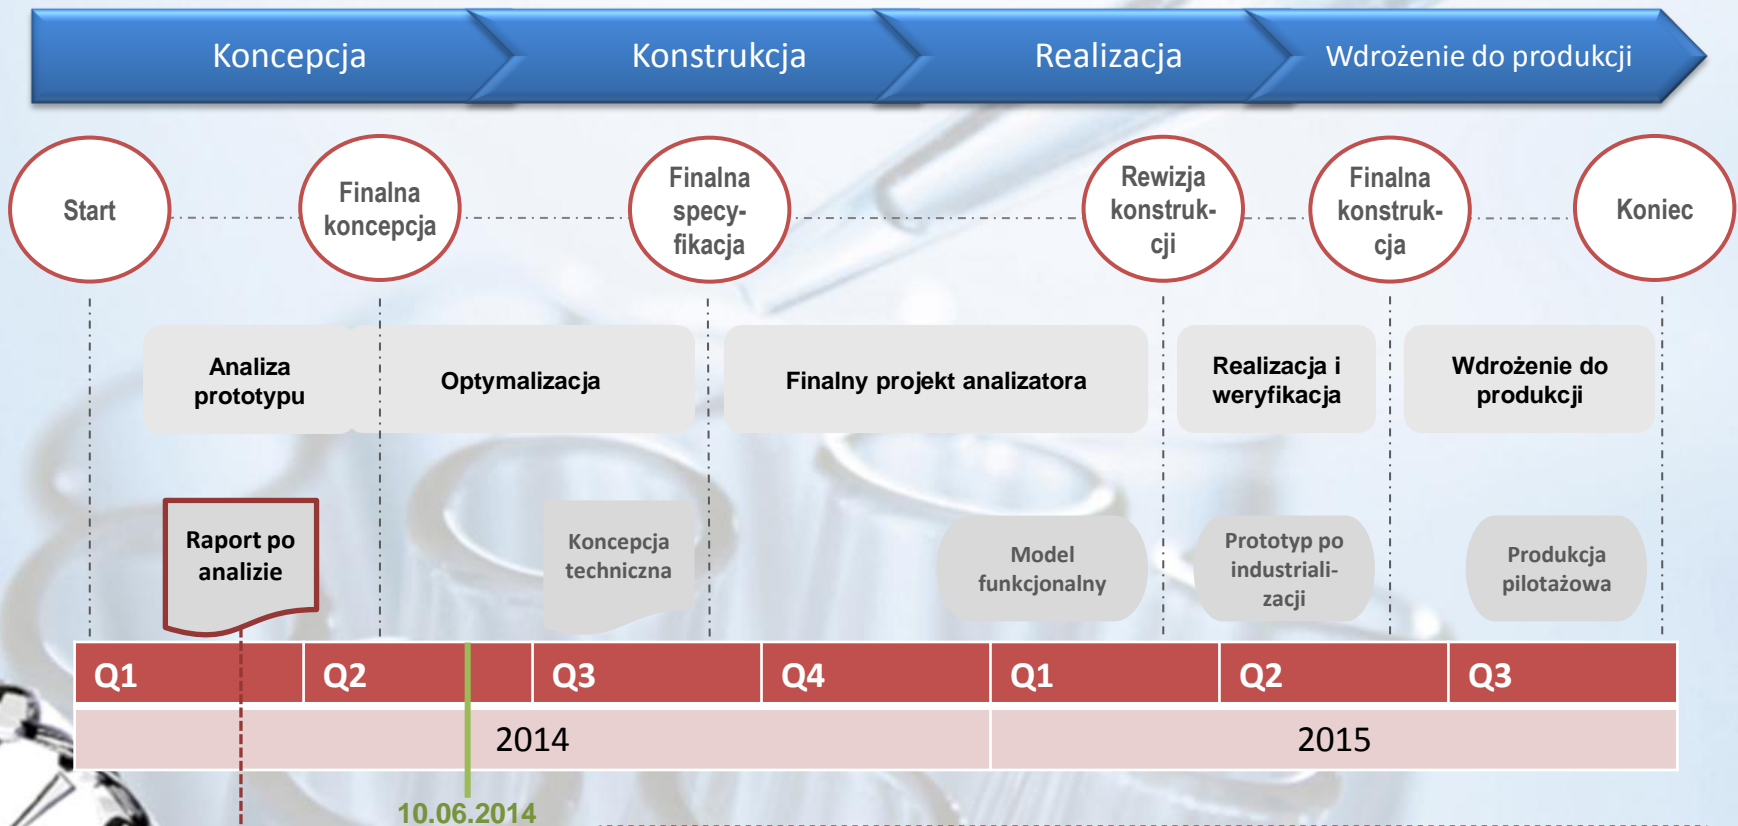 Koncepcja
Konstrukcja
Realizacja
Wdrożenie do produkcji
Start
Finalna
koncepcja
Finalna
specy-
fikacja
Rewizja
konstruk-
cji
Finalna
konstruk-
cja
Koniec
Analiza
prototypu
Optymalizacja
Finalny projekt analizatora
Realizacja i
weryfikacja
Wdrożenie do
produkcji
Raport po
analizie
Koncepcja
techniczna
Model
funkcjonalny
Prototyp po
industriali-
zacji
Produkcja
pilotażowa
Q1
Q2
Q3
Q4
Q1
Q2
Q3
2014
2015
10.06.2014